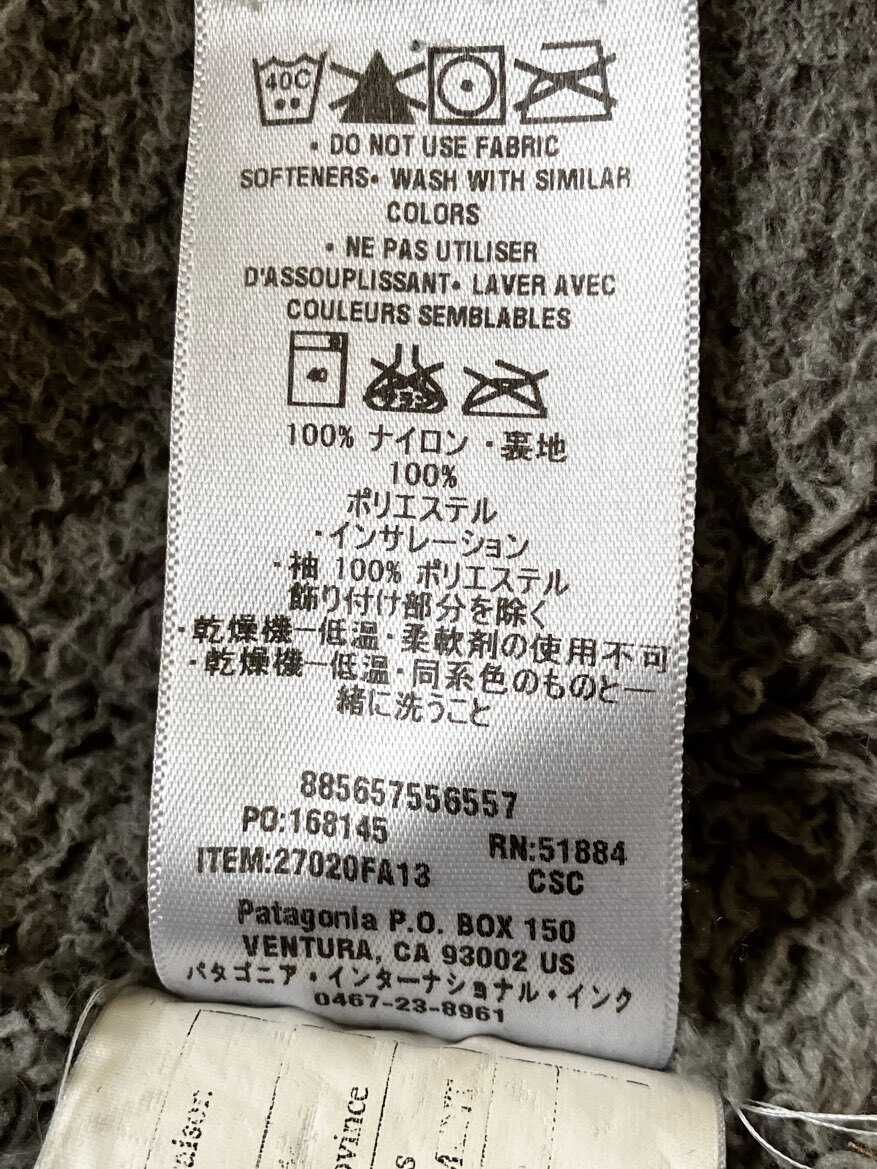 40C
• DO NOT USE FABRIC
SOFTENERS• WASH WITH SIMILAR
COLORS
• NE PAS UTILISER
D'ASSOUPLISSANT• LAVER AVEC
COULEURS SEMBLABLES
40
100% ナイロン・裏地
100%
ポリエステル
・インサレーション
・袖 100% ポリエステル
飾り付け部分を除く
・乾燥機—低温・柔軟剤の使用不可
・乾燥機—低温・同系色のものと一
緒に洗うこと
885657556557
PO:168145
RN:51884
ITEM:27020FA13
CSC
Patagonia P.O. BOX 150
VENTURA, CA 93002 US
パタゴニア・インターナショナル・インク
0467-23-8961